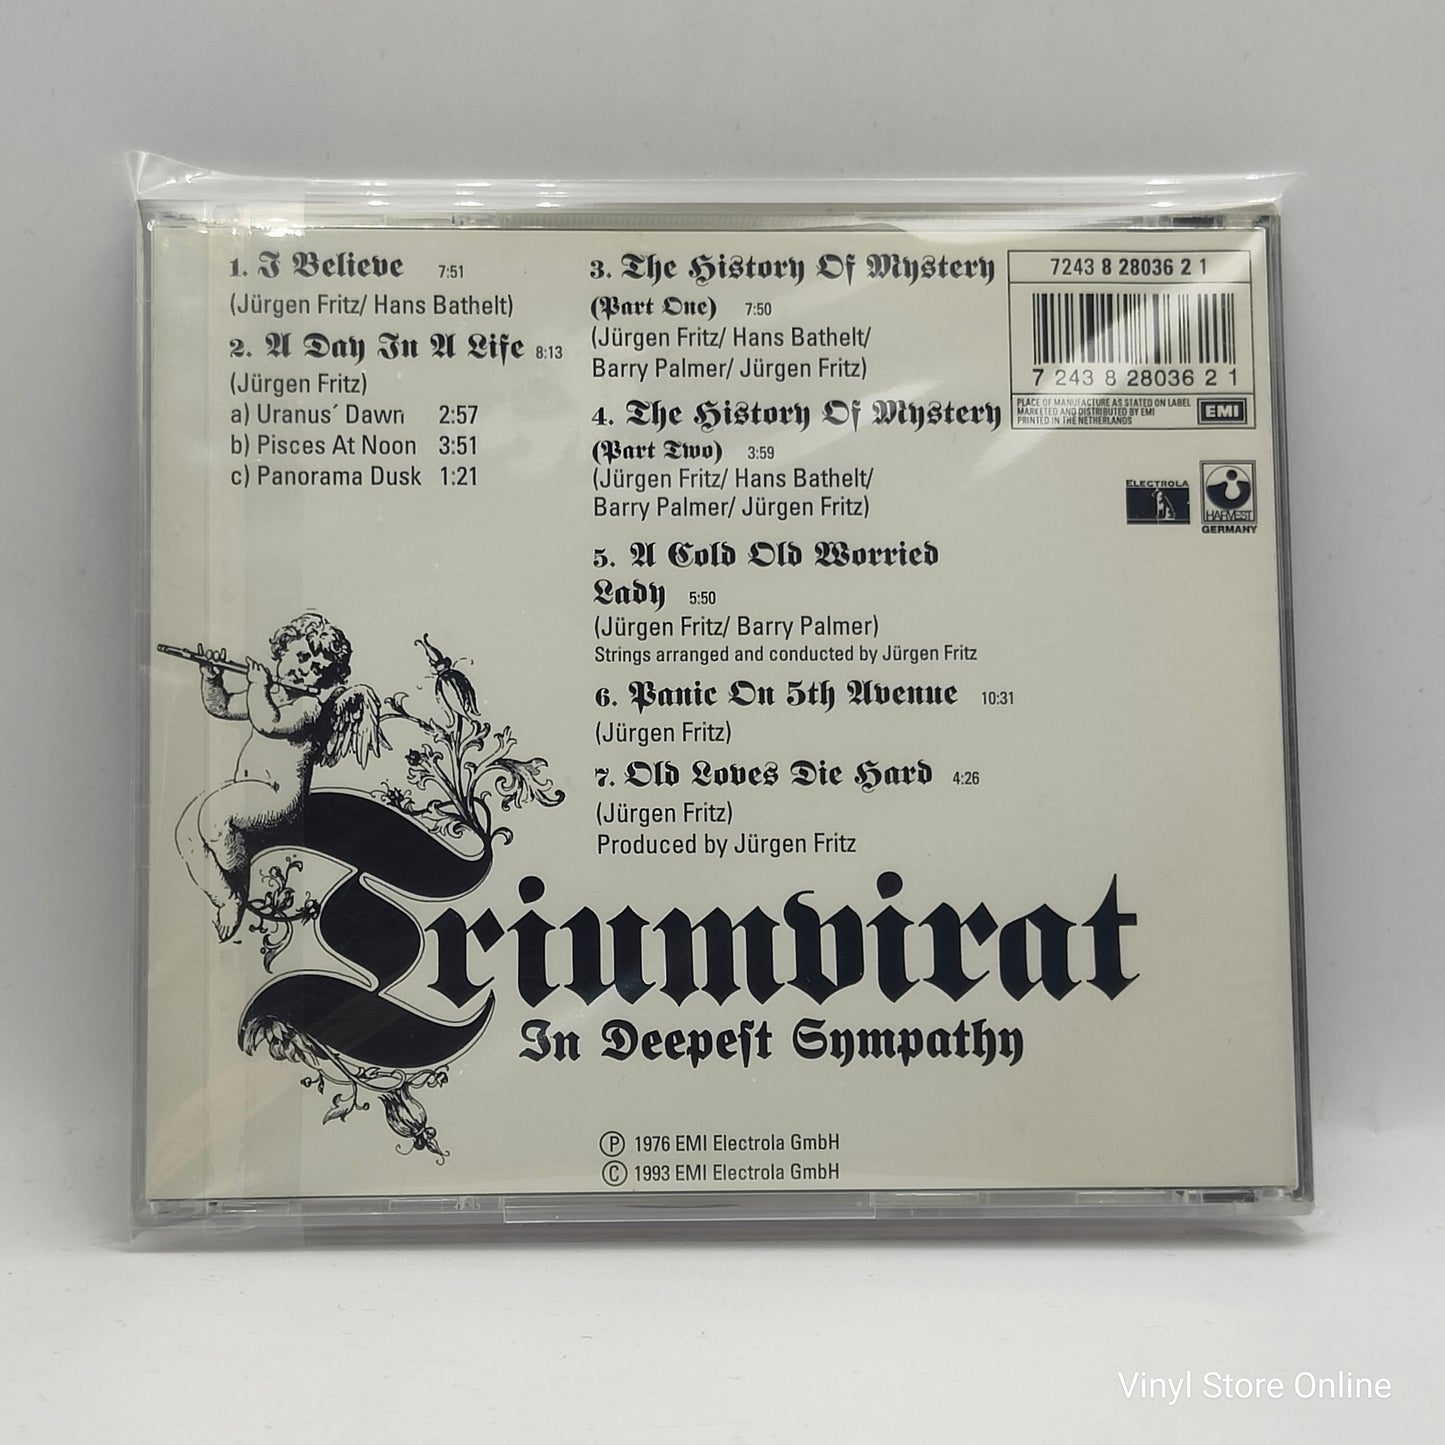 1. I Believe 7:51
(Jürgen Fritz/ Hans Bathelt)
2. A Day In A Life 8:13
(Jürgen Fritz)
a) Uranus´ Dawn 2:57
b) Pisces At Noon 3:51
c) Panorama Dusk 1:21
3. The History Of Mystery
(Part One) 7:50
(Jürgen Fritz/ Hans Bathelt/
Barry Palmer/ Jürgen Fritz)
4. The History Of Mystery
(Part Two) 3:59
(Jürgen Fritz/ Hans Bathelt/
Barry Palmer/ Jürgen Fritz)
5. A Cold Old Worried
Lady 5:50
(Jürgen Fritz/ Barry Palmer)
Strings arranged and conducted by Jürgen Fritz
6. Panic On 5th Avenue 10:31
(Jürgen Fritz)
7. Old Loves Die Hard 4:26
(Jürgen Fritz)
Produced by Jürgen Fritz
7243 8 28036 2 1
7 243 8 28036 2 1
PLACE OF MANUFACTURE AS STATED ON LABEL
MARKETED AND DISTRIBUTED BY EMI
PRINTED IN THE NETHERLANDS
EMI
ELECTROLA
HARVEST
GERMANY
Triumvirat
In Deepeſt Sympathy
Ⓟ 1976 EMI Electrola GmbH
Ⓒ 1993 EMI Electrola GmbH
Vinyl Store Online